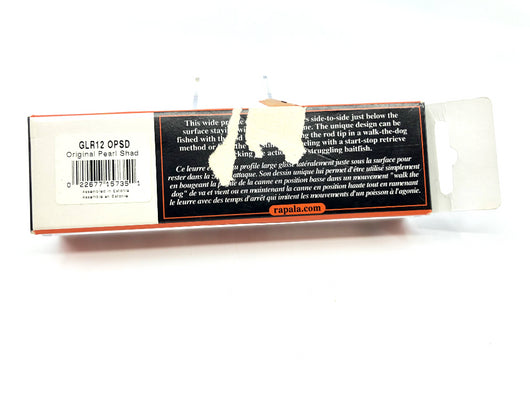 GLR12 OPSD
Original Pearl Shad
0 22677 15735 1
Assembled in Estonia
Assemblé en Estonie
This wide s side-to-side just below the
surface stay me. The unique design can be
fished with the the rod tip in a walk-the-dog
method or eling with a start-stop retrieve
struggling baitfish.
Ce leurre profile large glisse latéralement juste sous la surface pour
rester dans la attaque. Son dessin unique lui permet d'être utilisé simplement
en bougeant la de la canne en position basse dans un mouvement "walk the
dog" de va et vient ou en maintenant la canne en position haute tout en ramenant
le leurre avec des temps d'arrêt qui imitent les mouvements d'un poisson à l'agonie.
rapala.com